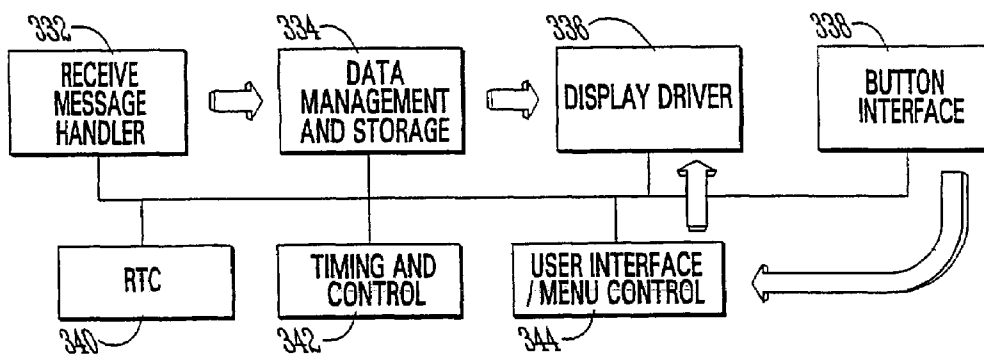 332
334
336
338
RECEIVE
MESSAGE
HANDLER
DATA
MANAGEMENT
AND STORAGE
DISPLAY DRIVER
BUTTON
INTERFACE
RTC
TIMING AND
CONTROL
USER INTERFACE
/ MENU CONTROL
340
342
344